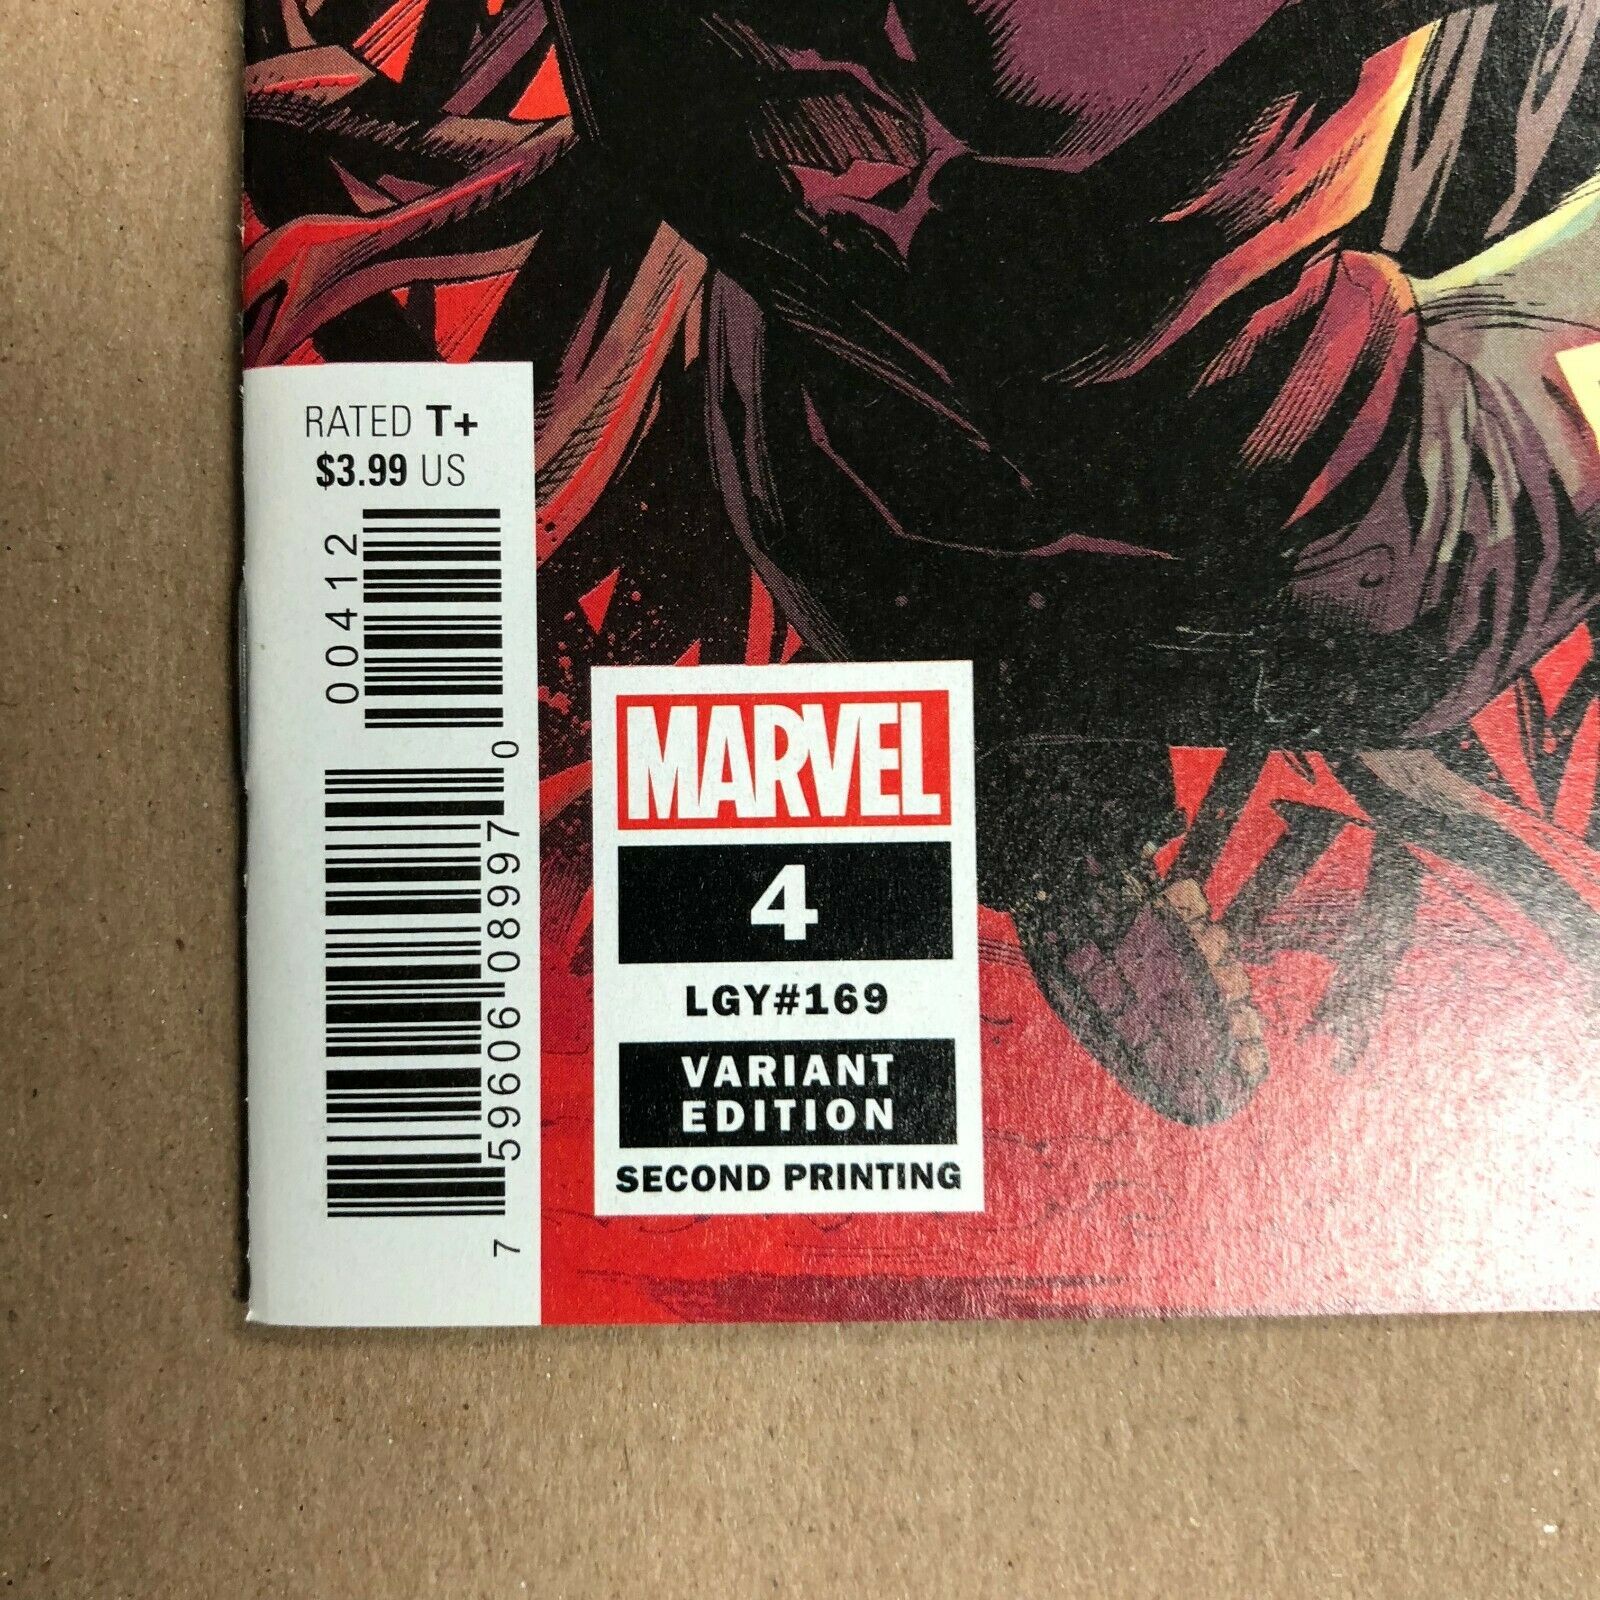 RATED T+
$3.99 US
00412
7 59606 08997 0
MARVEL
4
LGY#169
VARIANT
EDITION
SECOND PRINTING